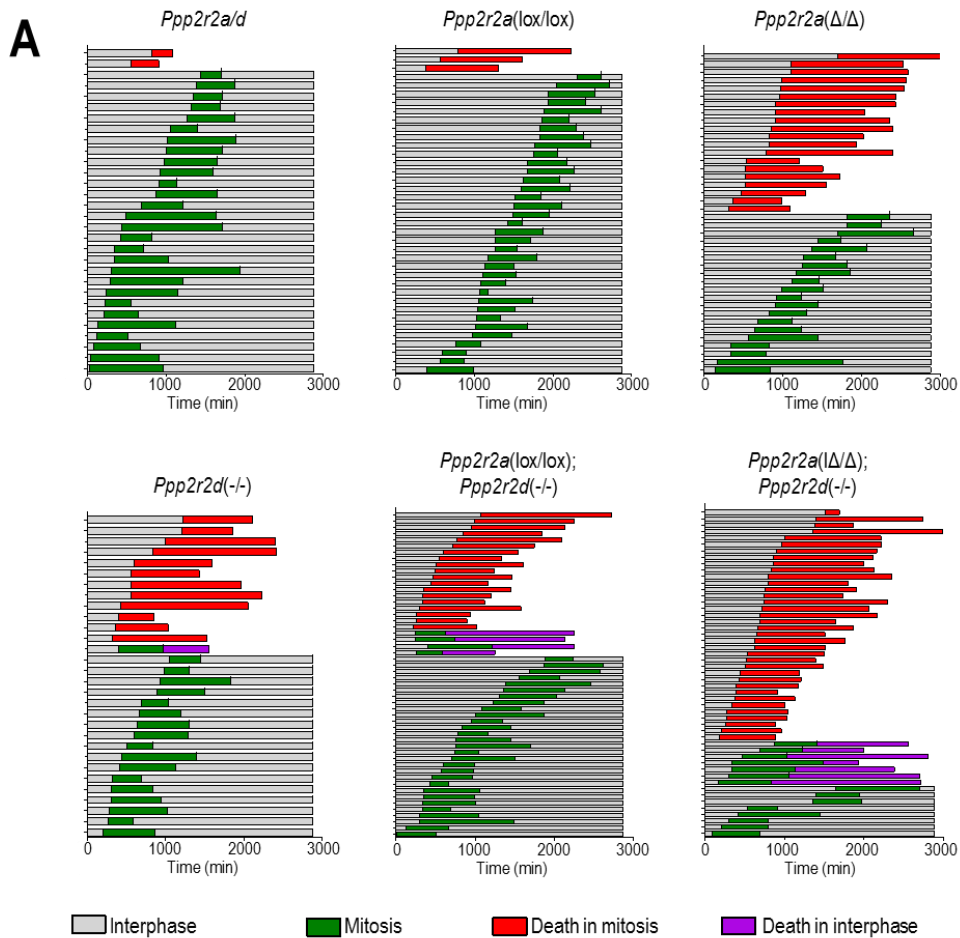 A
Ppp2r2a/d
Ppp2r2a(lox/lox)
Ppp2r2a(Δ/Δ)
0 1000 2000 3000
Time (min)
0 1000 2000 3000
Time (min)
0 1000 2000 3000
Time (min)
Ppp2r2d(-/-)
Ppp2r2a(lox/lox);
Ppp2r2d(-/-)
Ppp2r2a(lΔ/Δ);
Ppp2r2d(-/-)
0 1000 2000 3000
Time (min)
0 1000 2000 3000
Time (min)
0 1000 2000 3000
Time (min)
Interphase Mitosis Death in mitosis Death in interphase